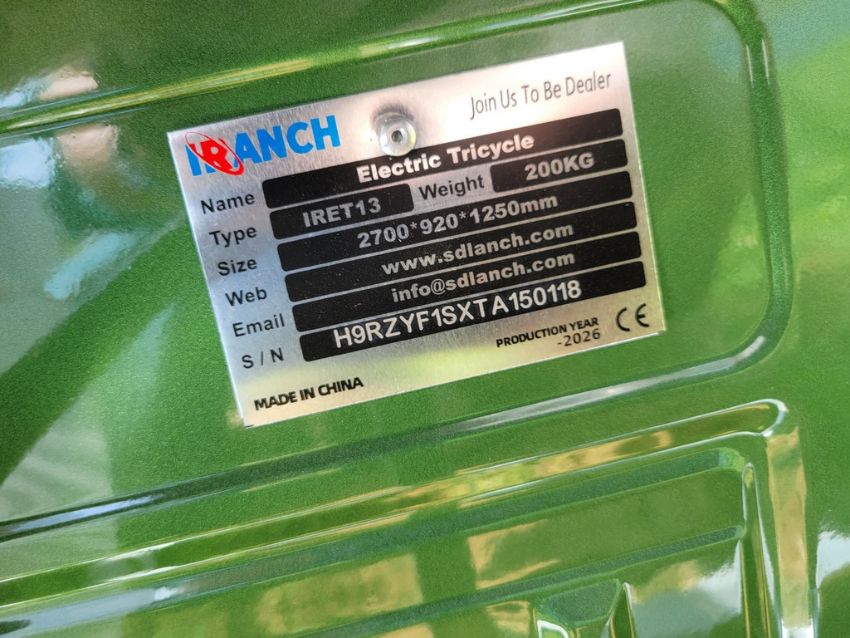 IRANCH
Join Us To Be Dealer
Name Electric Tricycle
Type IRET13 Weight 200KG
Size 2700*920*1250mm
Web www.sdlanch.com
Email info@sdlanch.com
S / N H9RZYF1SXTA150118
PRODUCTION YEAR
-2026
CE
MADE IN CHINA